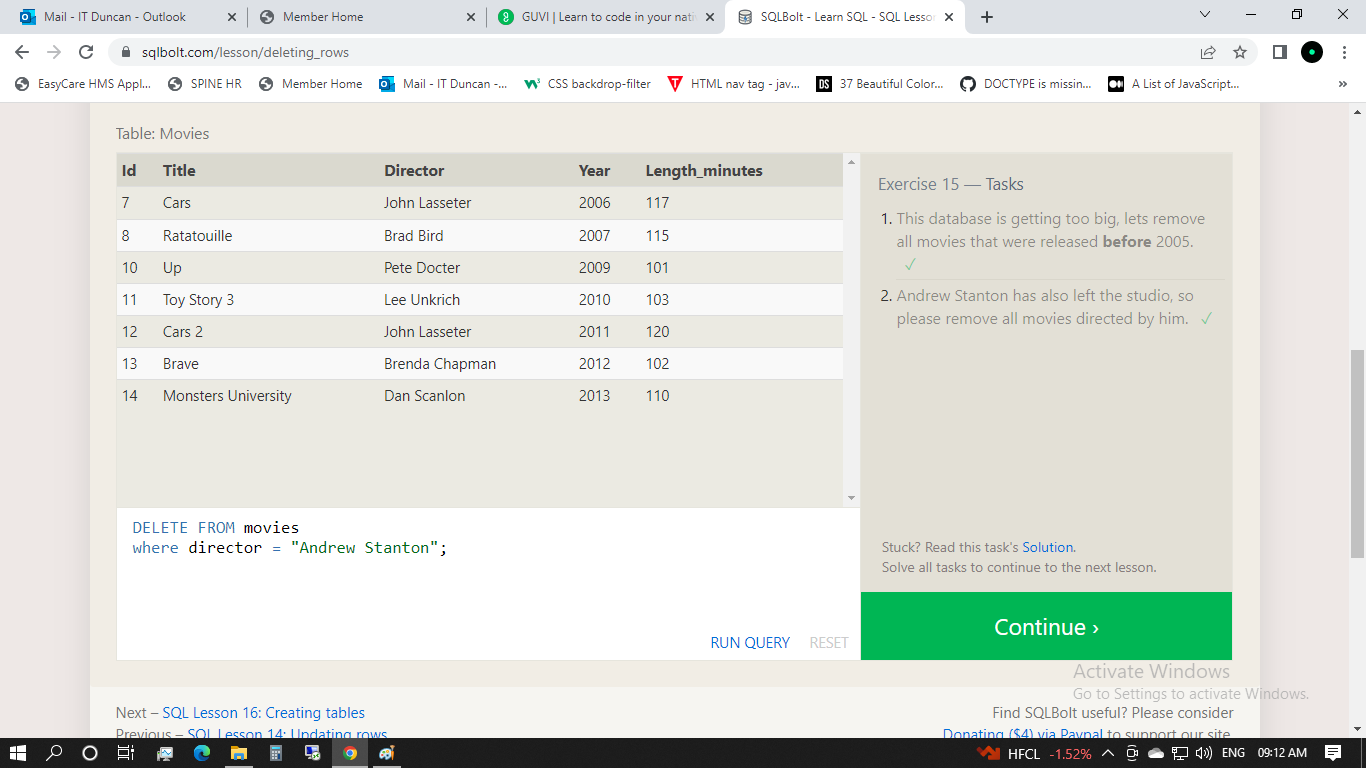 Mail - IT Duncan - Outlook
Member Home
GUVI | Learn to code in your nati
SQLBolt - Learn SQL - SQL Lesso
sqlbolt.com/lesson/deleting_rows
EasyCare HMS Appl...
SPINE HR
Member Home
Mail - IT Duncan -...
CSS backdrop-filter
HTML nav tag - jav...
DS 37 Beautiful Color...
DOCTYPE is missin...
A List of JavaScript...
Table: Movies
Id Title Director Year Length_minutes
7 Cars John Lasseter 2006 117
8 Ratatouille Brad Bird 2007 115
10 Up Pete Docter 2009 101
11 Toy Story 3 Lee Unkrich 2010 103
12 Cars 2 John Lasseter 2011 120
13 Brave Brenda Chapman 2012 102
14 Monsters University Dan Scanlon 2013 110
DELETE FROM movies
where director = "Andrew Stanton";
RUN QUERY RESET
Exercise 15 — Tasks
1. This database is getting too big, lets remove
all movies that were released before 2005.
✓
2. Andrew Stanton has also left the studio, so
please remove all movies directed by him. ✓
Stuck? Read this task's Solution.
Solve all tasks to continue to the next lesson.
Continue ›
Activate Windows
Go to Settings to activate Windows.
Next – SQL Lesson 16: Creating tables
Previous – SQL Lesson 14: Updating rows
Find SQLBolt useful? Please consider
Donating ($4) via Paypal to support our site.
HFCL -1.52% ENG 09:12 AM